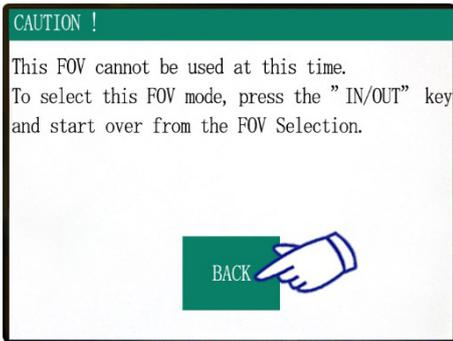 CAUTION !
This FOV cannot be used at this time.
To select this FOV mode, press the ”IN/OUT” key
and start over from the FOV Selection.
BACK